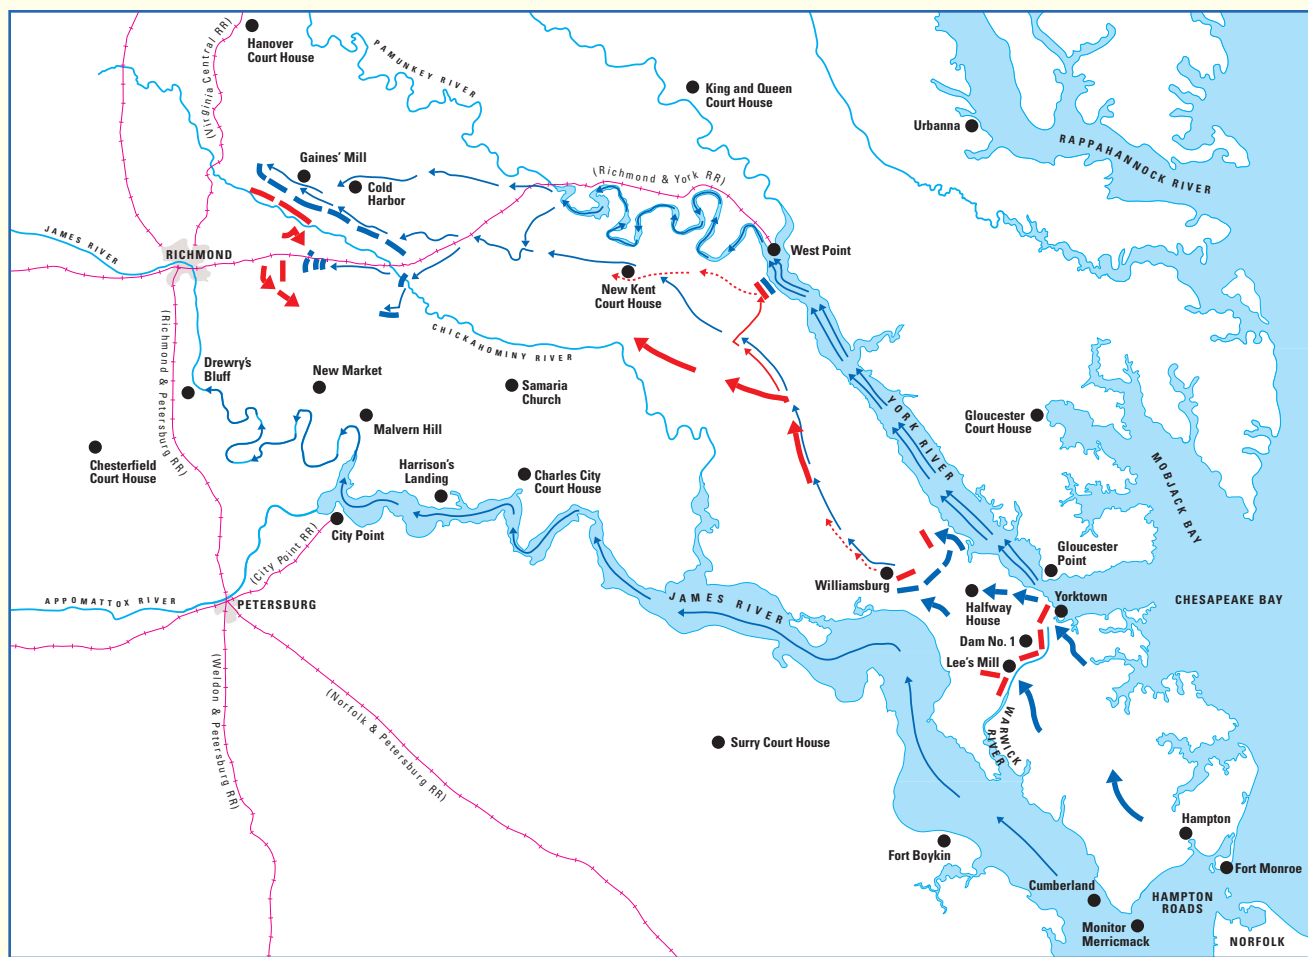 Hanover
Court House
(Virginia Central RR)
PAMUNKEY RIVER
King and Queen
Court House
Urbanna
RAPPAHANNOCK RIVER
Gaines' Mill
Cold
Harbor
(Richmond & York RR)
JAMES RIVER
RICHMOND
West Point
New Kent
Court House
CHICKAHOMINY RIVER
(Richmond & Petersburg RR)
Drewry's
Bluff
New Market
Samaria
Church
Malvern Hill
YORK RIVER
Gloucester
Court House
MOBJACK BAY
Chesterfield
Court House
Harrison's
Landing
Charles City
Court House
City Point
(City Point RR)
Gloucester
Point
Williamsburg
Halfway
House
Yorktown
CHESAPEAKE BAY
APPOMATTOX RIVER
PETERSBURG
JAMES RIVER
Dam No. 1
Lee's Mill
WARWICK
RIVER
(Weldon & Petersburg RR)
(Norfolk & Petersburg RR)
Surry Court House
Hampton
Fort Boykin
Fort Monroe
Cumberland
HAMPTON
ROADS
Monitor
Merricmack
NORFOLK